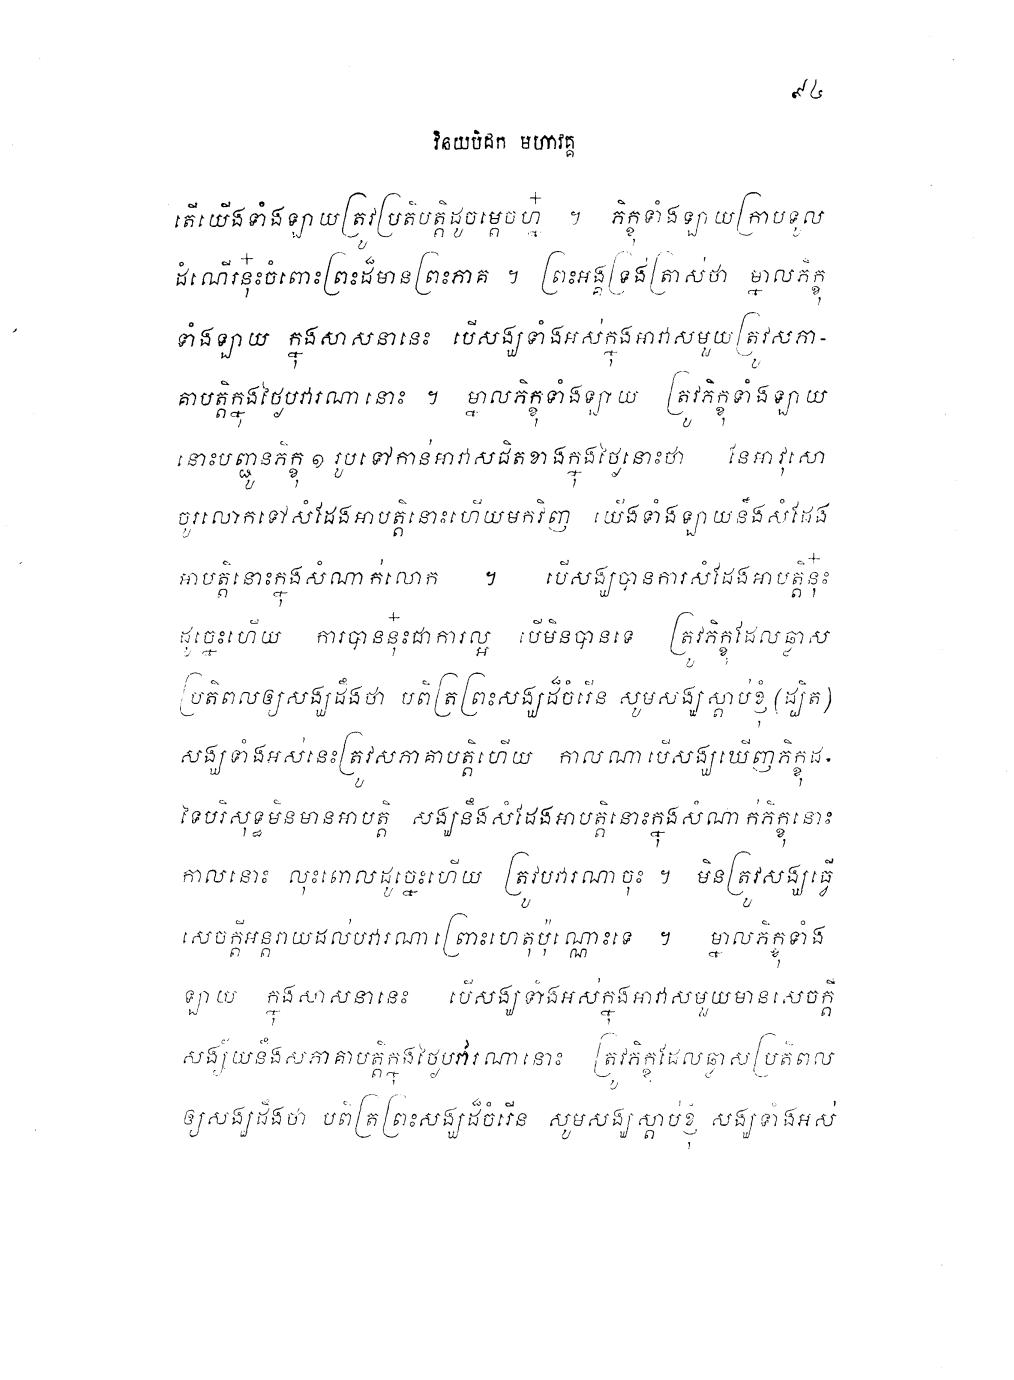 ៩៤
វិនយបិដក មហាវគ្គ
តើយើងទាំងឡាយត្រូវប្រតិបត្តិដូចម្តេចហ្ន៎ ។ ភិក្ខុទាំងឡាយក្រាបទូល
ដំណើរនុ៎ះចំពោះព្រះដ៏មានព្រះភាគ ។ ព្រះអង្គទ្រង់ត្រាស់ថា ម្នាលភិក្ខុ
ទាំងឡាយ ក្នុងសាសនានេះ បើសង្ឃទាំងអស់ក្នុងអាវាសមួយត្រូវសភា-
គាបត្តិក្នុងថ្ងៃបវារណានោះ ។ ម្នាលភិក្ខុទាំងឡាយ ត្រូវភិក្ខុទាំងឡាយ
នោះបញ្ជូនភិក្ខុ ១ រូបទៅកាន់អាវាសជិតខាងក្នុងថ្ងៃនោះថា នែអាវុសោ
ចូរលោកទៅសំដែងអាបត្តិនោះហើយមកវិញ យើងទាំងឡាយនឹងសំដែង
អាបត្តិនោះក្នុងសំណាក់លោក ។ បើសង្ឃបានការសំដែងអាបត្តិនុ៎ះ
ដូច្នេះហើយ ការបាននុ៎ះជាការល្អ បើមិនបានទេ ត្រូវភិក្ខុដែលឆ្លាស
ប្រតិពលឲ្យសង្ឃដឹងថា បពិត្រព្រះសង្ឃដ៏ចំរើន សូមសង្ឃស្តាប់ខ្ញុំ (ដ្បិត)
សង្ឃទាំងអស់នេះត្រូវសភាគាបត្តិហើយ កាលណាបើសង្ឃឃើញភិក្ខុដ-
ទៃបរិសុទ្ធមិនមានអាបត្តិ សង្ឃនឹងសំដែងអាបត្តិនោះក្នុងសំណាក់ភិក្ខុនោះ
កាលនោះ លុះពោលដូច្នេះហើយ ត្រូវបវារណាចុះ ។ មិនត្រូវសង្ឃធ្វើ
សេចក្តីអន្តរាយដល់បវារណាព្រោះហេតុប៉ុណ្ណោះទេ ។ ម្នាលភិក្ខុទាំង
ឡាយ ក្នុងសាសនានេះ បើសង្ឃទាំងអស់ក្នុងអាវាសមួយមានសេចក្តី
សង្ស័យនឹងសភាគាបត្តិក្នុងថ្ងៃបវារណានោះ ត្រូវភិក្ខុដែលឆ្លាសប្រតិពល
ឲ្យសង្ឃដឹងថា បពិត្រព្រះសង្ឃដ៏ចំរើន សូមសង្ឃស្តាប់ខ្ញុំ សង្ឃទាំងអស់